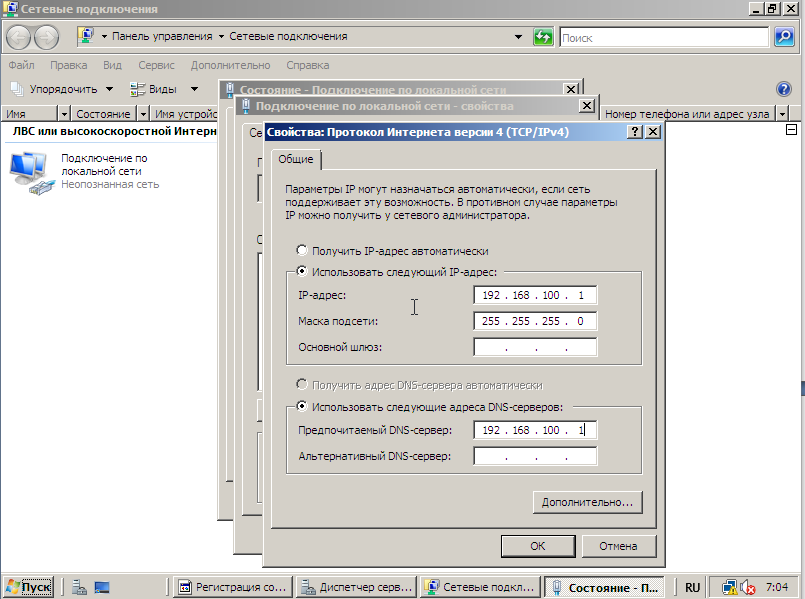 Сетевые подключения
Панель управления
Сетевые подключения
Поиск
Файл Правка Вид Сервис Дополнительно Справка
Упорядочить
Виды
Состояние - Подключение по локальной сети
Подключение по локальной сети - свойства
Имя
Состояние
Имя устройс
Номер телефона или адрес узла
ЛВС или высокоскоростной Интерн
Подключение по
локальной сети
Неопознанная сеть
Се
Свойства: Протокол Интернета версии 4 (TCP/IPv4)
Общие
Параметры IP могут назначаться автоматически, если сеть
поддерживает эту возможность. В противном случае параметры
IP можно получить у сетевого администратора.
Получить IP-адрес автоматически
Использовать следующий IP-адрес:
IP-адрес: 192 . 168 . 100 . 1
Маска подсети: 255 . 255 . 255 . 0
Основной шлюз: . . .
Получить адрес DNS-сервера автоматически
Использовать следующие адреса DNS-серверов:
Предпочитаемый DNS-сервер: 192 . 168 . 100 . 1
Альтернативный DNS-сервер: . . .
Дополнительно...
ОК
Отмена
Пуск
Регистрация со...
Диспетчер серв...
Сетевые подкл...
Состояние - П...
RU
7:04